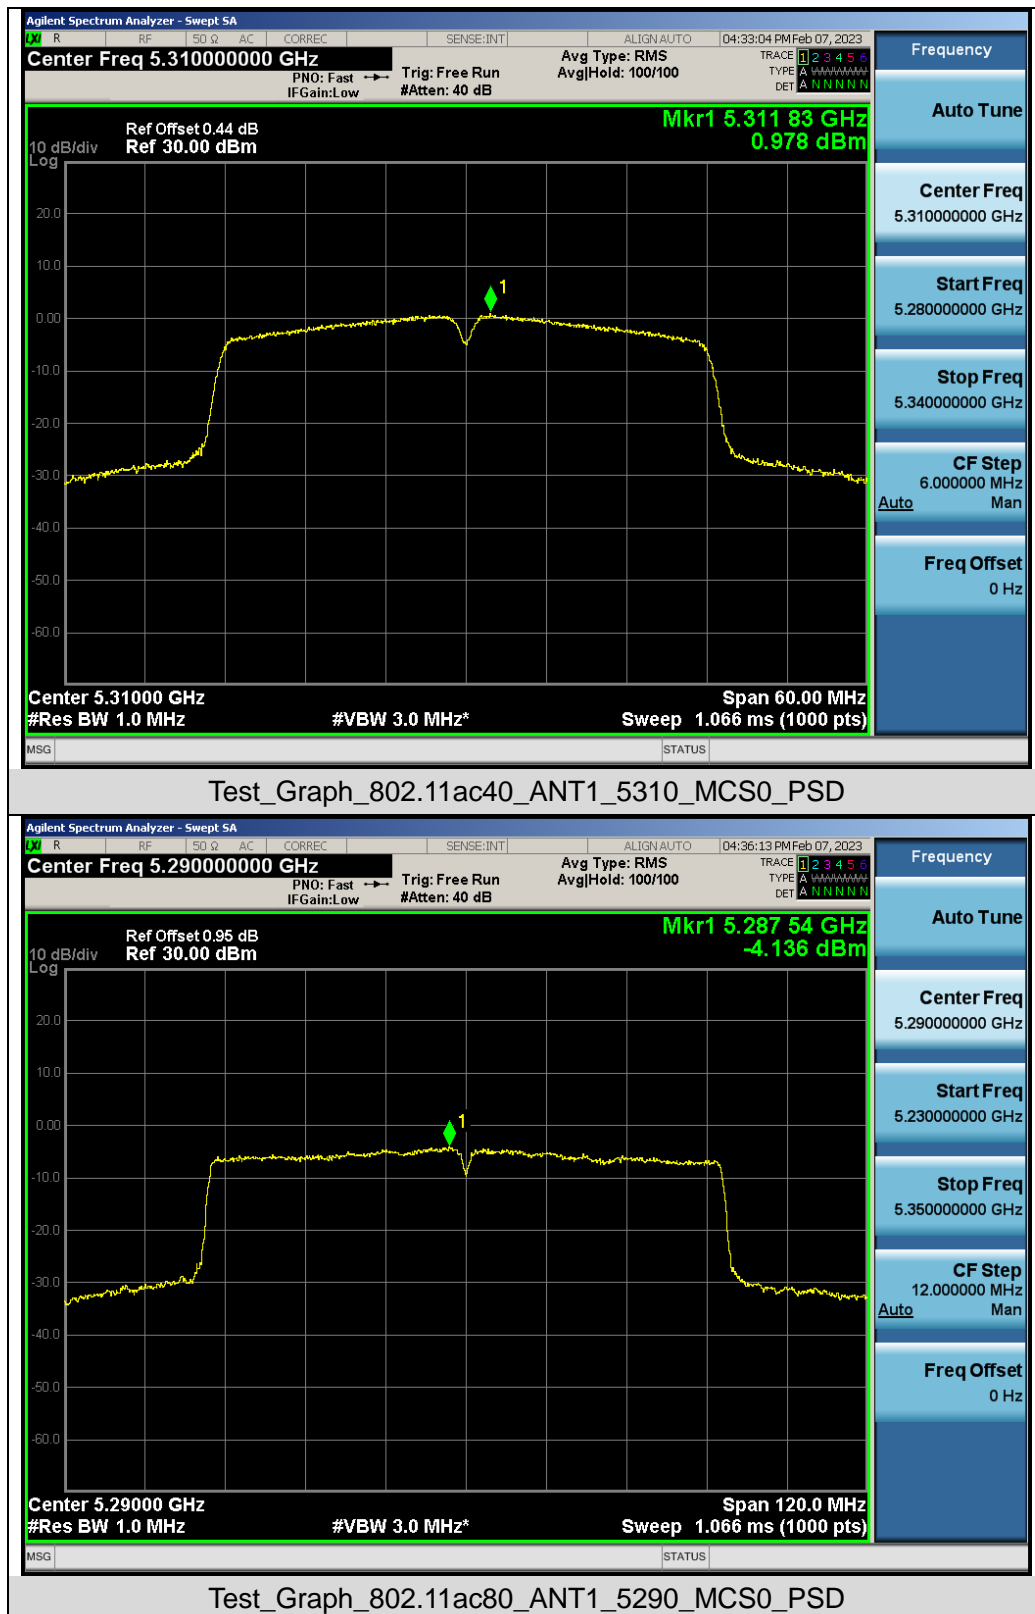 Agilent Spectrum Analyzer - Swept SA
LXI R RF 50 Ω AC CORREC SENSE:INT ALIGN AUTO 04:33:04 PM Feb 07, 2023
Center Freq 5.310000000 GHz
PNO: Fast
IFGain:Low
Trig: Free Run
#Atten: 40 dB
Avg Type: RMS
Avg|Hold: 100/100
TRACE 1 2 3 4 5 6
TYPE A WWWWW
DET A N N N N N
Mkr1 5.311 83 GHz
0.978 dBm
Ref Offset 0.44 dB
10 dB/div Ref 30.00 dBm
Log
20.0
10.0
0.00
-10.0
-20.0
-30.0
-40.0
-50.0
-60.0
1
Center 5.31000 GHz Span 60.00 MHz
#Res BW 1.0 MHz #VBW 3.0 MHz* Sweep 1.066 ms (1000 pts)
MSG STATUS
Frequency
Auto Tune
Center Freq
5.310000000 GHz
Start Freq
5.280000000 GHz
Stop Freq
5.340000000 GHz
CF Step
6.000000 MHz
Auto Man
Freq Offset
0 Hz
Test_Graph_802.11ac40_ANT1_5310_MCS0_PSD
Agilent Spectrum Analyzer - Swept SA
LXI R RF 50 Ω AC CORREC SENSE:INT ALIGN AUTO 04:36:13 PM Feb 07, 2023
Center Freq 5.290000000 GHz
PNO: Fast
IFGain:Low
Trig: Free Run
#Atten: 40 dB
Avg Type: RMS
Avg|Hold: 100/100
TRACE 1 2 3 4 5 6
TYPE A WWWWW
DET A N N N N N
Mkr1 5.287 54 GHz
-4.136 dBm
Ref Offset 0.95 dB
10 dB/div Ref 30.00 dBm
Log
20.0
10.0
0.00
-10.0
-20.0
-30.0
-40.0
-50.0
-60.0
1
Center 5.29000 GHz Span 120.0 MHz
#Res BW 1.0 MHz #VBW 3.0 MHz* Sweep 1.066 ms (1000 pts)
MSG STATUS
Frequency
Auto Tune
Center Freq
5.290000000 GHz
Start Freq
5.230000000 GHz
Stop Freq
5.350000000 GHz
CF Step
12.000000 MHz
Auto Man
Freq Offset
0 Hz
Test_Graph_802.11ac80_ANT1_5290_MCS0_PSD